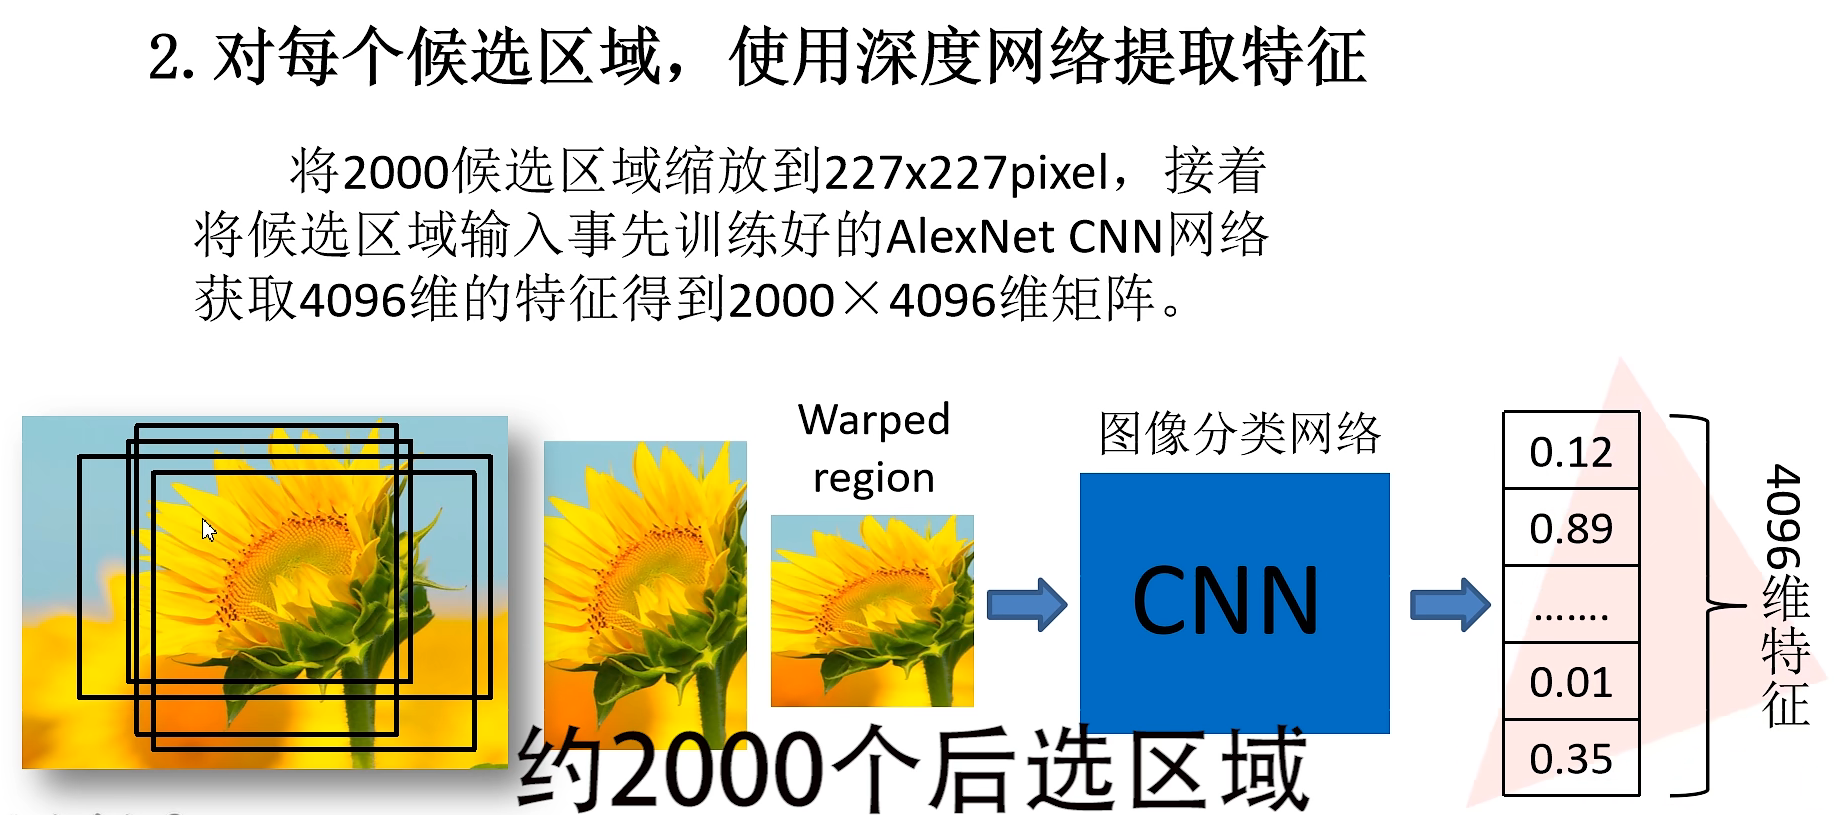 2. 对每个候选区域，使用深度网络提取特征
将2000候选区域缩放到227x227pixel，接着
将候选区域输入事先训练好的AlexNet CNN网络
获取4096维的特征得到2000×4096维矩阵。
Warped
region
图像分类网络
CNN
0.12
0.89
.......
0.01
0.35
4096维特征
约2000个后选区域